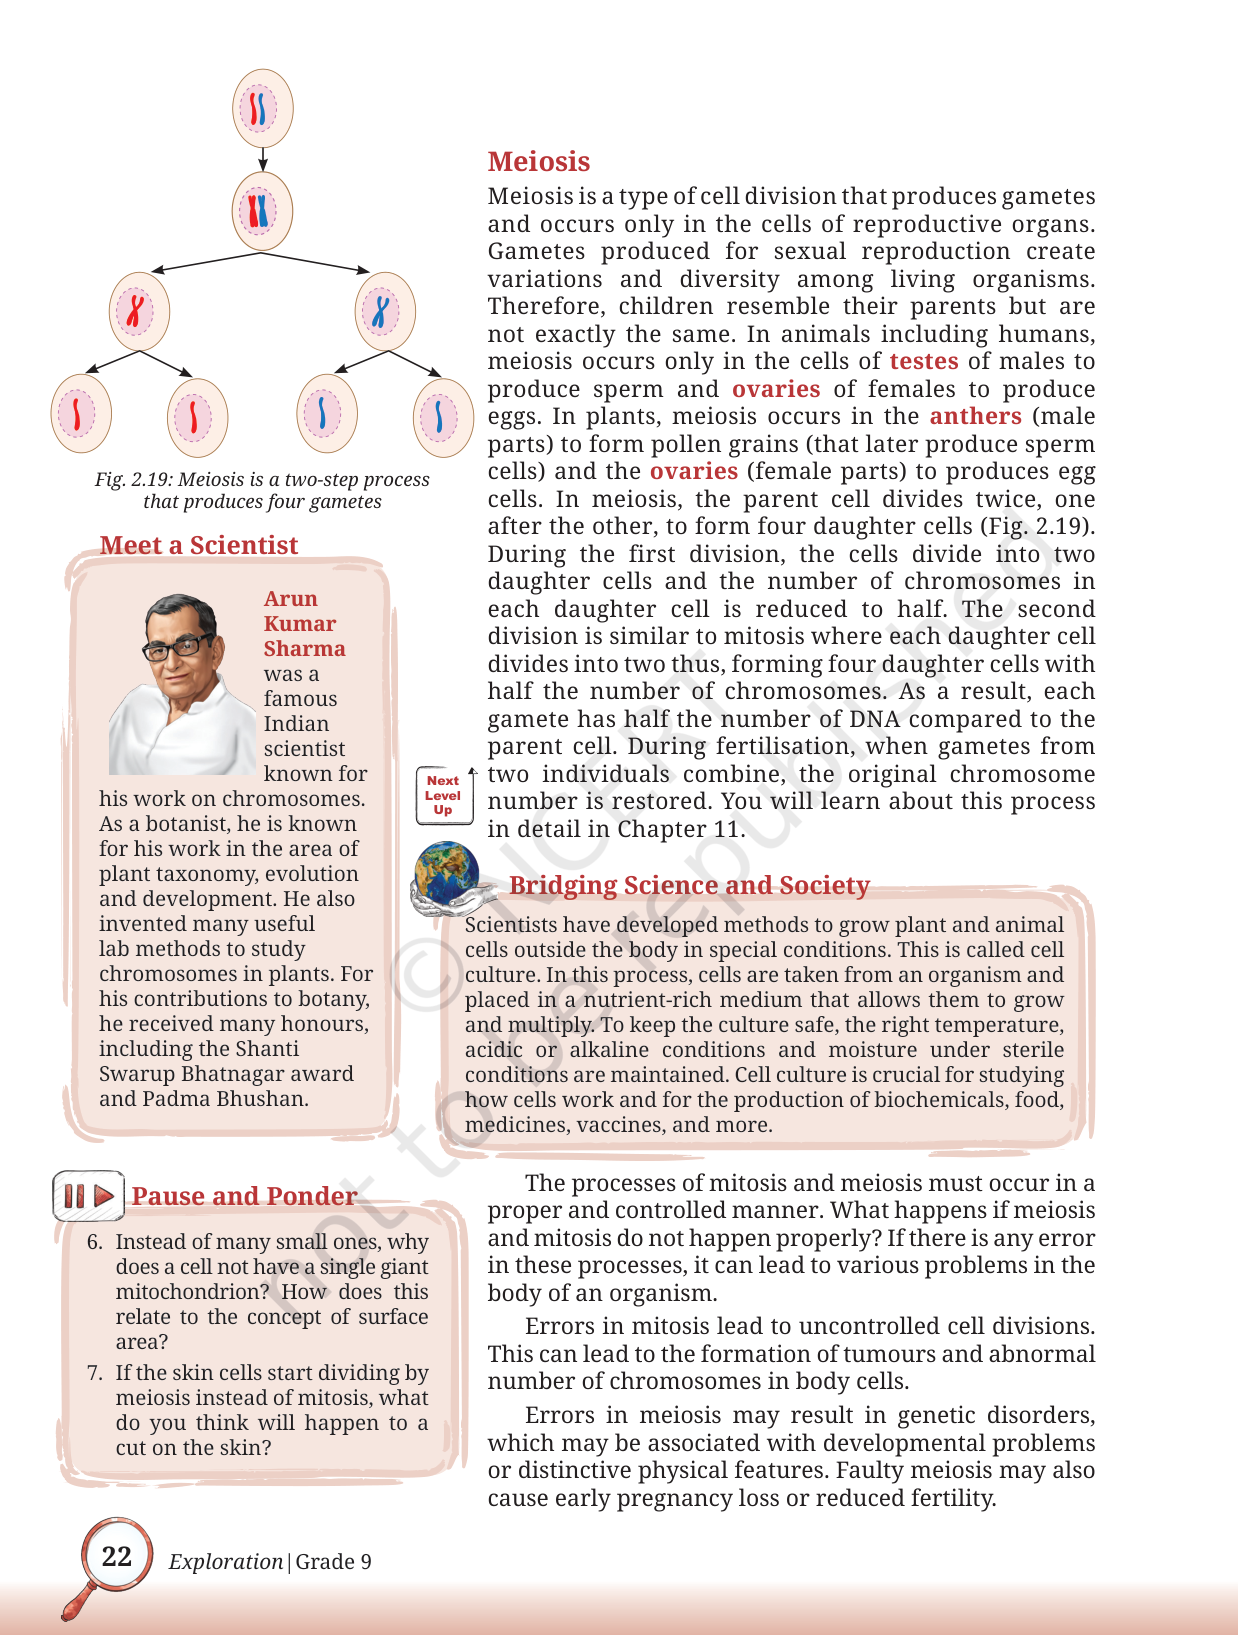 Fig. 2.19: Meiosis is a two-step process
that produces four gametes
Meet a Scientist
Arun
Kumar
Sharma
was a
famous
Indian
scientist
known for
his work on chromosomes.
As a botanist, he is known
for his work in the area of
plant taxonomy, evolution
and development. He also
invented many useful
lab methods to study
chromosomes in plants. For
his contributions to botany,
he received many honours,
including the Shanti
Swarup Bhatnagar award
and Padma Bhushan.
Pause and Ponder
6. Instead of many small ones, why
does a cell not have a single giant
mitochondrion? How does this
relate to the concept of surface
area?
7. If the skin cells start dividing by
meiosis instead of mitosis, what
do you think will happen to a
cut on the skin?
Meiosis
Meiosis is a type of cell division that produces gametes
and occurs only in the cells of reproductive organs.
Gametes produced for sexual reproduction create
variations and diversity among living organisms.
Therefore, children resemble their parents but are
not exactly the same. In animals including humans,
meiosis occurs only in the cells of testes of males to
produce sperm and ovaries of females to produce
eggs. In plants, meiosis occurs in the anthers (male
parts) to form pollen grains (that later produce sperm
cells) and the ovaries (female parts) to produces egg
cells. In meiosis, the parent cell divides twice, one
after the other, to form four daughter cells (Fig. 2.19).
During the first division, the cells divide into two
daughter cells and the number of chromosomes in
each daughter cell is reduced to half. The second
division is similar to mitosis where each daughter cell
divides into two thus, forming four daughter cells with
half the number of chromosomes. As a result, each
gamete has half the number of DNA compared to the
parent cell. During fertilisation, when gametes from
two individuals combine, the original chromosome
number is restored. You will learn about this process
in detail in Chapter 11.
Next
Level
Up
Bridging Science and Society
Scientists have developed methods to grow plant and animal
cells outside the body in special conditions. This is called cell
culture. In this process, cells are taken from an organism and
placed in a nutrient-rich medium that allows them to grow
and multiply. To keep the culture safe, the right temperature,
acidic or alkaline conditions and moisture under sterile
conditions are maintained. Cell culture is crucial for studying
how cells work and for the production of biochemicals, food,
medicines, vaccines, and more.
The processes of mitosis and meiosis must occur in a
proper and controlled manner. What happens if meiosis
and mitosis do not happen properly? If there is any error
in these processes, it can lead to various problems in the
body of an organism.
Errors in mitosis lead to uncontrolled cell divisions.
This can lead to the formation of tumours and abnormal
number of chromosomes in body cells.
Errors in meiosis may result in genetic disorders,
which may be associated with developmental problems
or distinctive physical features. Faulty meiosis may also
cause early pregnancy loss or reduced fertility.
22
Exploration|Grade 9
© NCERT
not to be republished